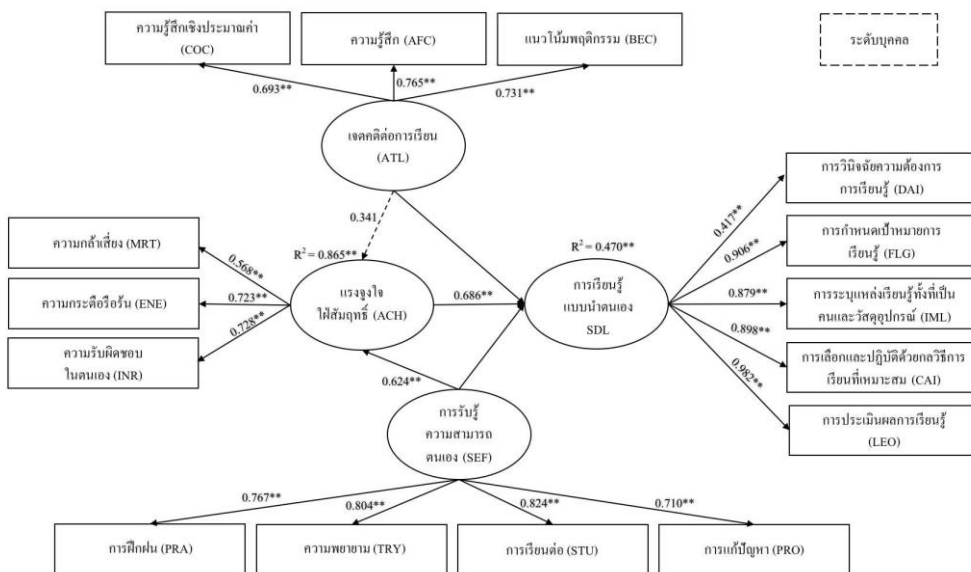 ความรู้สึกเชิงประมาณค่า
(COC)
ความรู้สึก (AFC)
แนวโน้มพฤติกรรม (BEC)
ระดับบุคคล
0.693**
0.765**
0.731**
เจตคติต่อการเรียน
(ATL)
การวินิจฉัยความต้องการ
การเรียนรู้ (DAI)
0.341
0.417**
ความกล้าเสี่ยง (MRT)
R² = 0.865**
R² = 0.470**
การกำหนดเป้าหมายการ
เรียนรู้ (FLG)
0.568**
0.906**
ความกระตือรือร้น (ENE)
0.723**
แรงจูงใจ
ใฝ่สัมฤทธิ์ (ACH)
0.686**
การเรียนรู้
แบบนำตนเอง
SDL
0.879**
การระบุแหล่งเรียนรู้ทั้งที่เป็น
คนและวัสดุอุปกรณ์ (IML)
0.728**
0.898**
ความรับผิดชอบ
ในตนเอง (INR)
การเลือกและปฏิบัติด้วยกลวิธีการ
เรียนที่เหมาะสม (CAI)
0.624**
0.982**
การรับรู้
ความสามารถ
ตนเอง (SEF)
การประเมินผลการเรียนรู้
(LEO)
0.767**
0.804**
0.824**
0.710**
การฝึกฝน (PRA)
ความพยายาม (TRY)
การเรียนต่อ (STU)
การแก้ปัญหา (PRO)